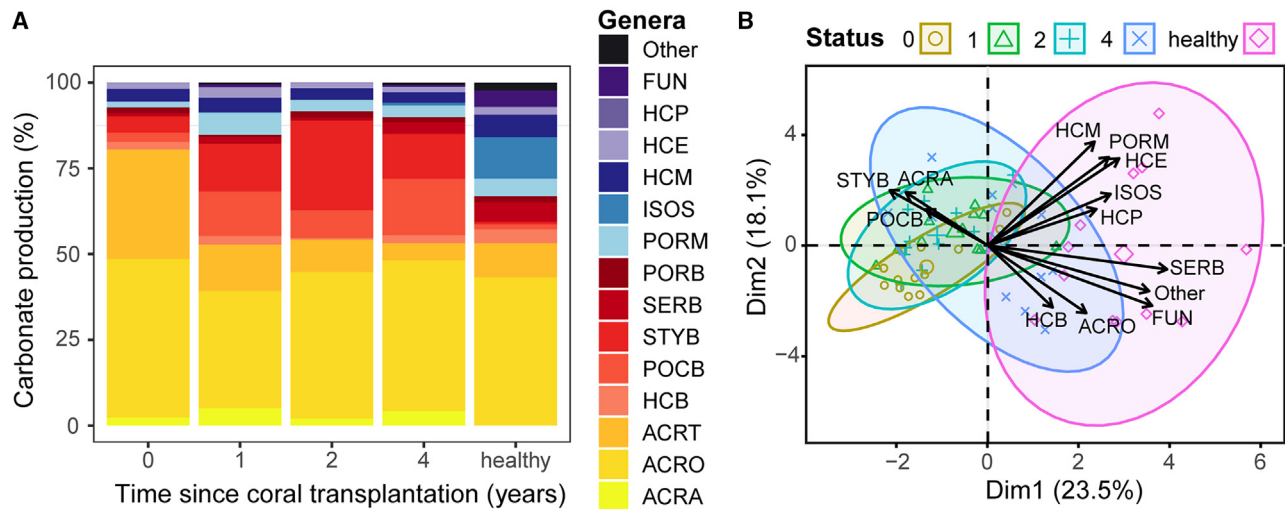 A
Carbonate production (%)
100
75
50
25
0
0 1 2 4 healthy
Time since coral transplantation (years)
Genera
Other
FUN
HCP
HCE
HCM
ISOS
PORM
PORB
SERB
STYB
POCB
HCB
ACRT
ACRO
ACRA
B
Status 0 1 2 4 healthy
Dim2 (18.1%)
4
0
−4
HCM
PORM
HCE
STYB ACRA
ISOS
POCB
HCP
SERB
Other
HCB
ACRO
FUN
−2 0 2 4 6
Dim1 (23.5%)